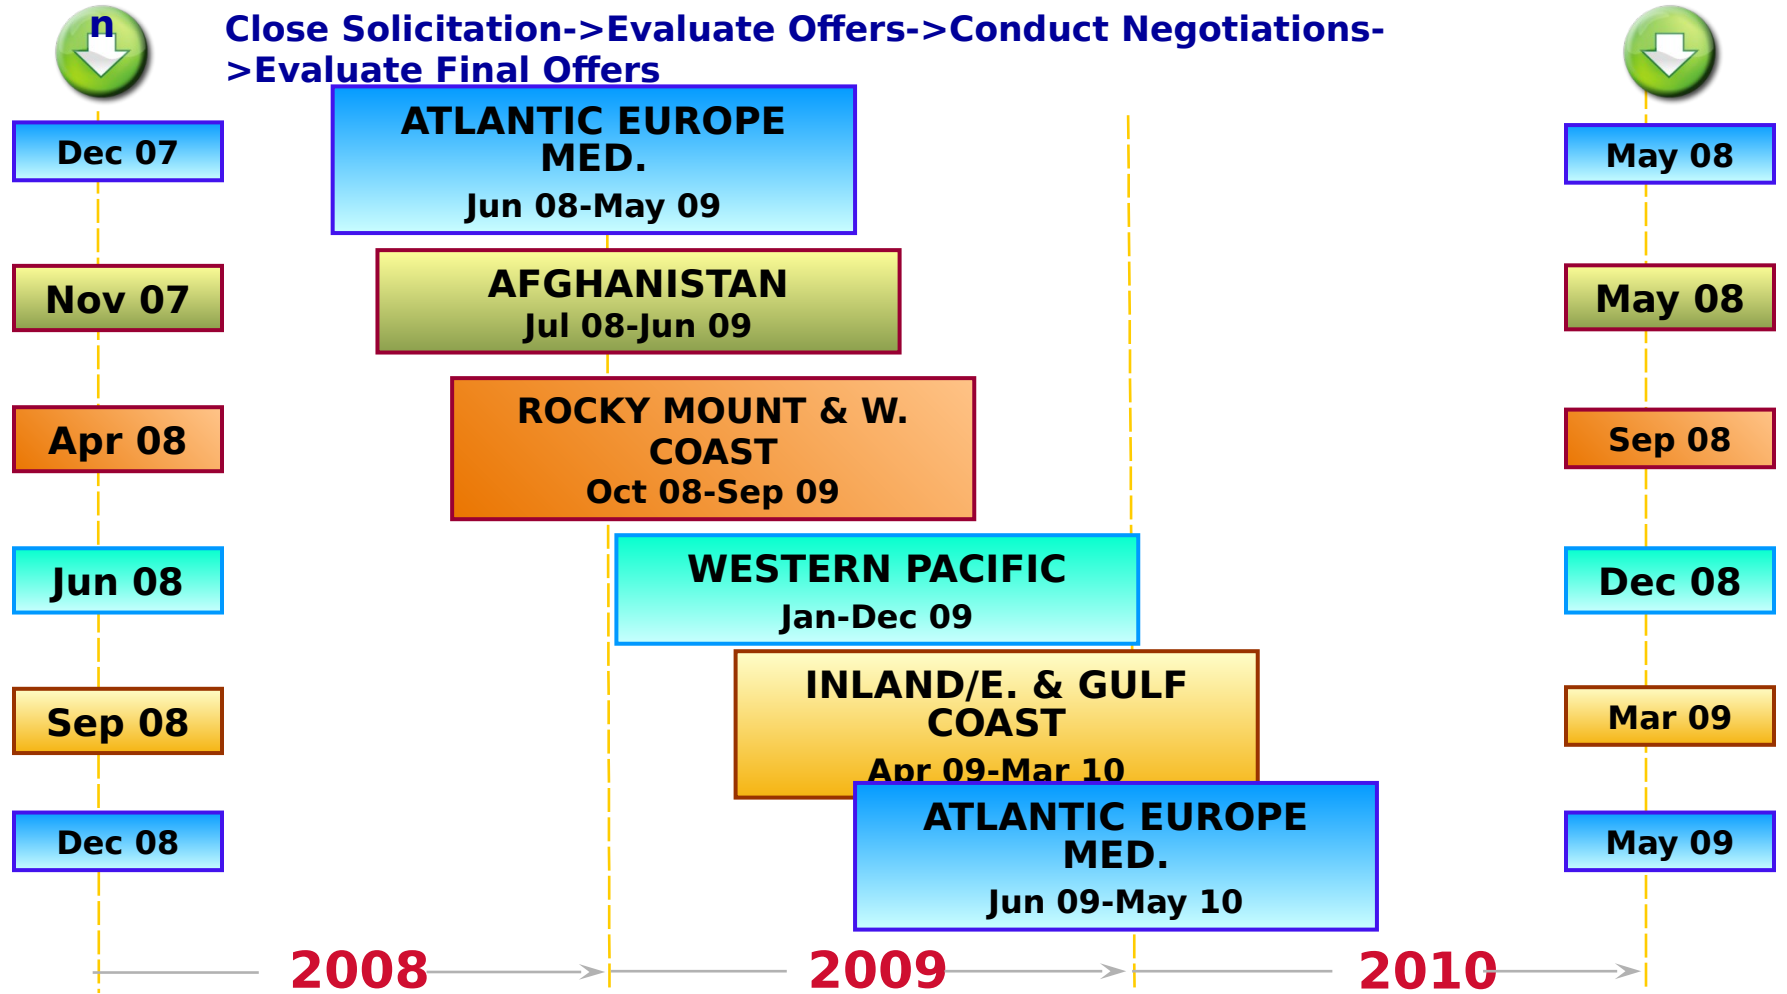 n
Close Solicitation->Evaluate Offers->Conduct Negotiations-
>Evaluate Final Offers
Dec 07
ATLANTIC EUROPE
MED.
Jun 08-May 09
May 08
Nov 07
AFGHANISTAN
Jul 08-Jun 09
May 08
Apr 08
ROCKY MOUNT & W.
COAST
Oct 08-Sep 09
Sep 08
Jun 08
WESTERN PACIFIC
Jan-Dec 09
Dec 08
Sep 08
INLAND/E. & GULF
COAST
Apr 09-Mar 10
Mar 09
Dec 08
ATLANTIC EUROPE
MED.
Jun 09-May 10
May 09
2008
2009
2010